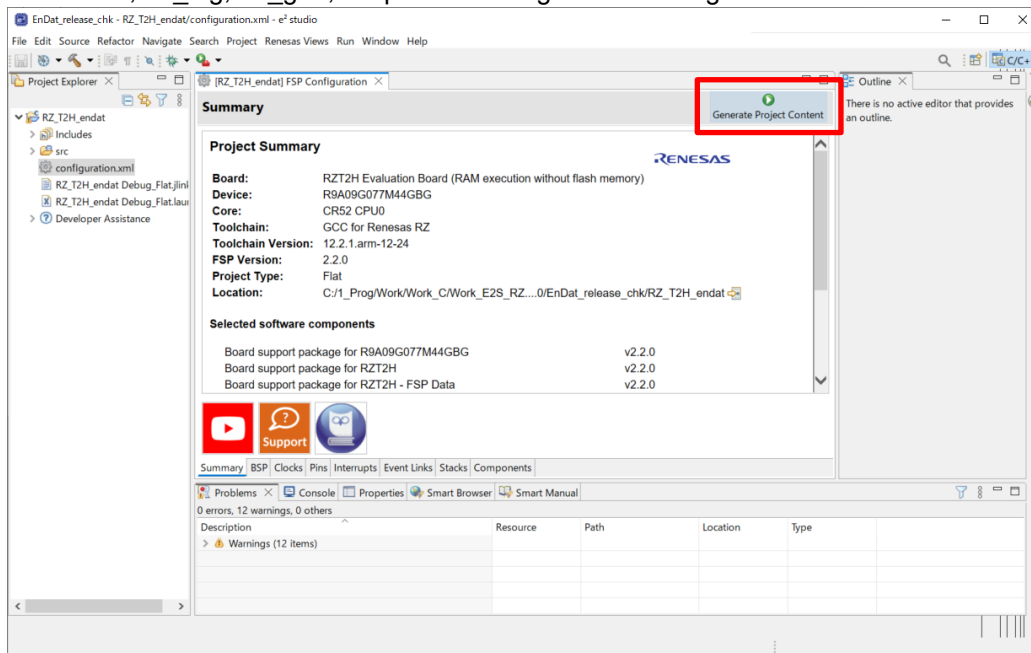 EnDat_release_chk - RZ_T2H_endat/configuration.xml - e² studio
File Edit Source Refactor Navigate Search Project Renesas Views Run Window Help
C/C+
Project Explorer
[RZ_T2H_endat] FSP Configuration
Outline
Summary
Generate Project Content
There is no active editor that provides
an outline.
RZ_T2H_endat
Includes
src
configuration.xml
RZ_T2H_endat Debug_Flat.jlink
RZ_T2H_endat Debug_Flat.laun
Developer Assistance
Project Summary
RENESAS
Board: RZT2H Evaluation Board (RAM execution without flash memory)
Device: R9A09G077M44GBG
Core: CR52 CPU0
Toolchain: GCC for Renesas RZ
Toolchain Version: 12.2.1.arm-12-24
FSP Version: 2.2.0
Project Type: Flat
Location: C:/1_Prog/Work/Work_C/Work_E2S_RZ....0/EnDat_release_chk/RZ_T2H_endat
Selected software components
Board support package for R9A09G077M44GBG v2.2.0
Board support package for RZT2H v2.2.0
Board support package for RZT2H - FSP Data v2.2.0
Support
Summary BSP Clocks Pins Interrupts Event Links Stacks Components
Problems Console Properties Smart Browser Smart Manual
0 errors, 12 warnings, 0 others
Description Resource Path Location Type
Warnings (12 items)